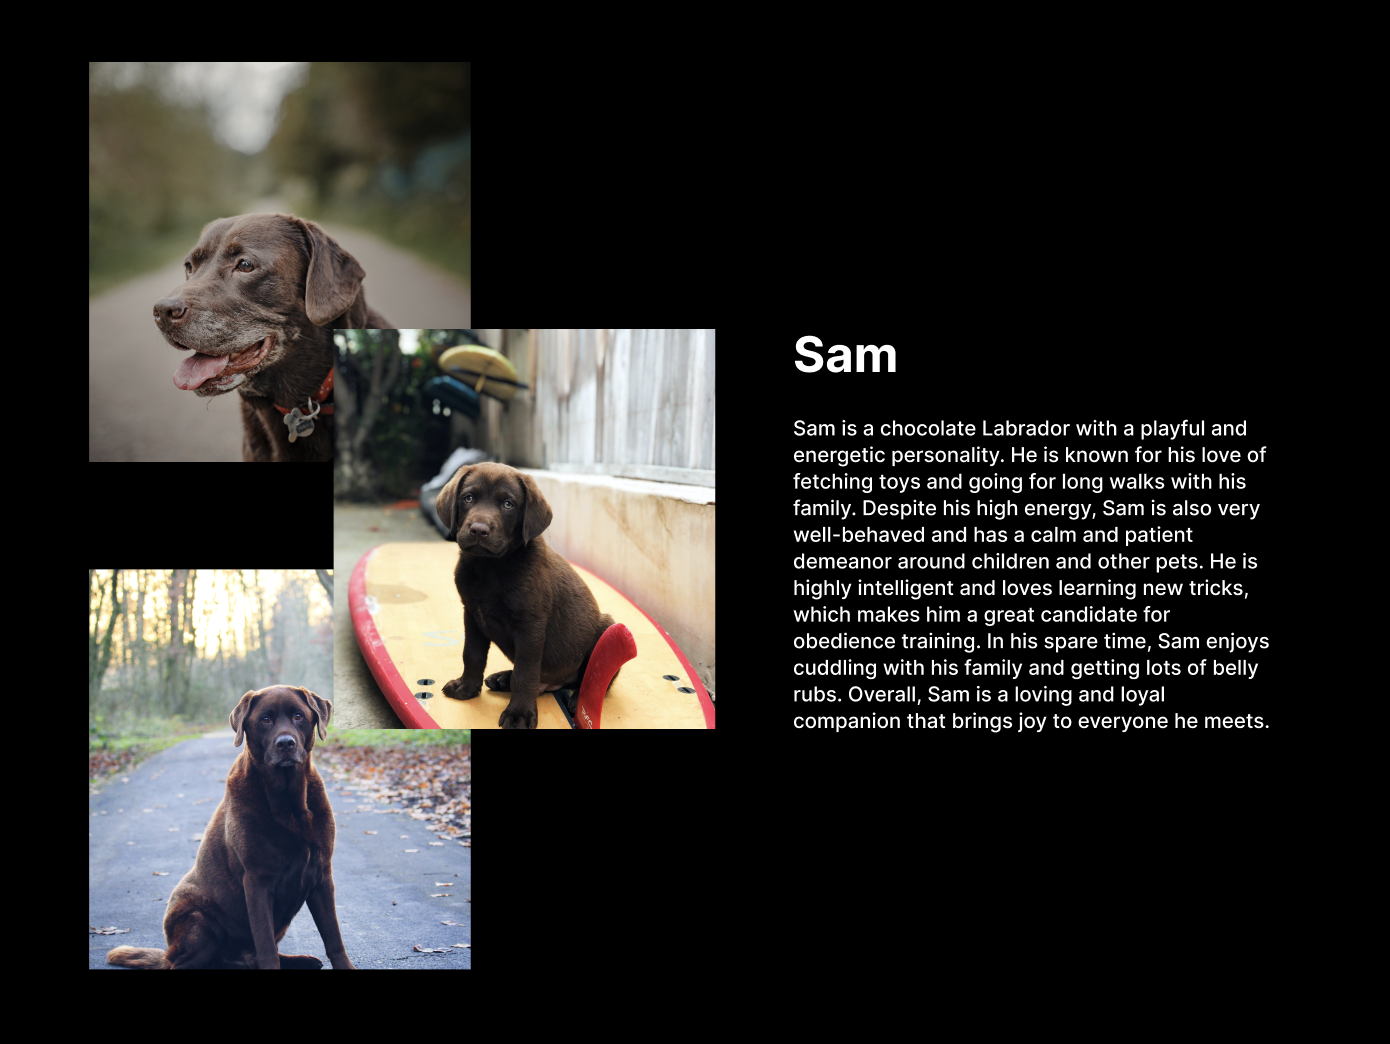 Sam
Sam is a chocolate Labrador with a playful and
energetic personality. He is known for his love of
fetching toys and going for long walks with his
family. Despite his high energy, Sam is also very
well-behaved and has a calm and patient
demeanor around children and other pets. He is
highly intelligent and loves learning new tricks,
which makes him a great candidate for
obedience training. In his spare time, Sam enjoys
cuddling with his family and getting lots of belly
rubs. Overall, Sam is a loving and loyal
companion that brings joy to everyone he meets.